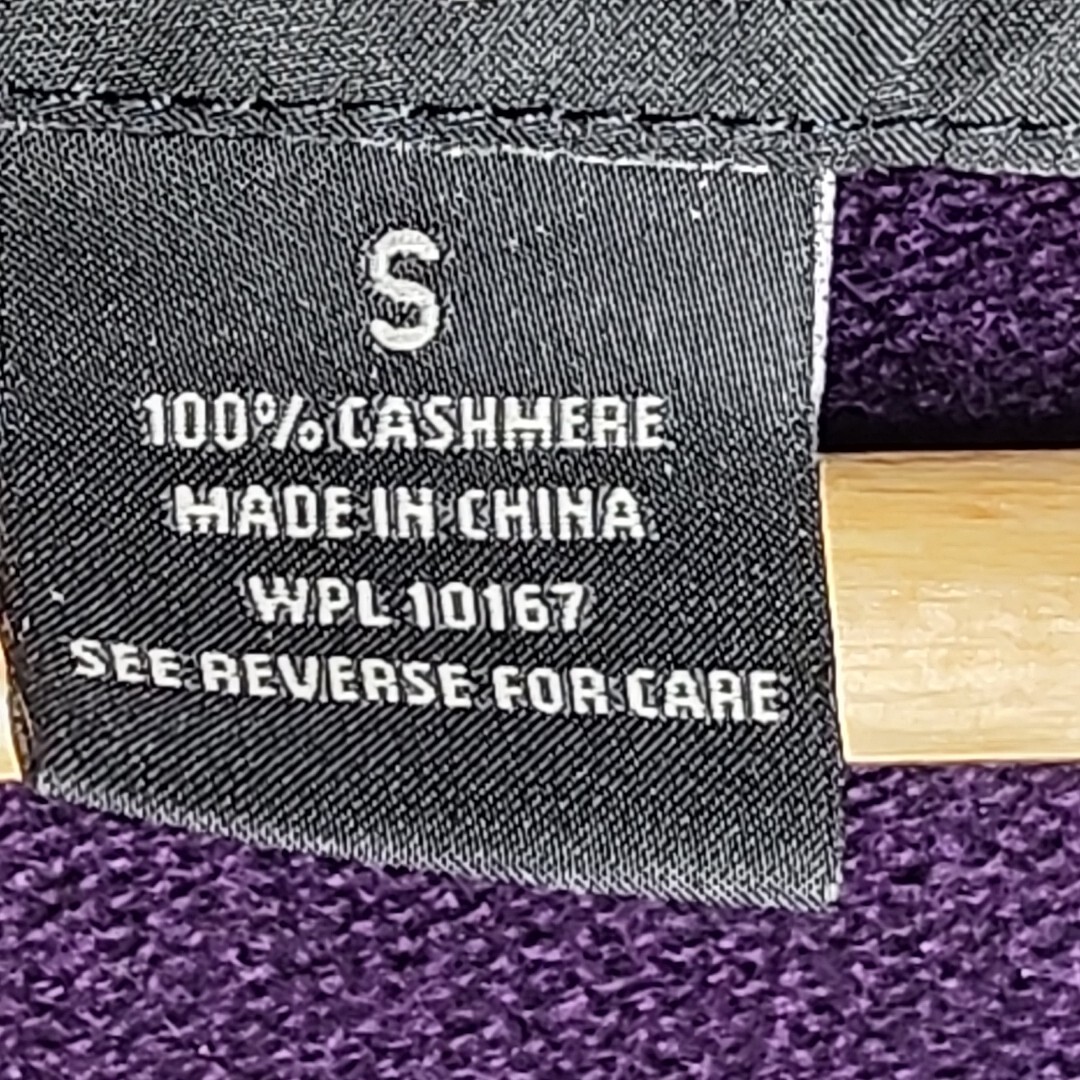 S
100% CASHMERE
MADE IN CHINA
WPL 10167
SEE REVERSE FOR CARE